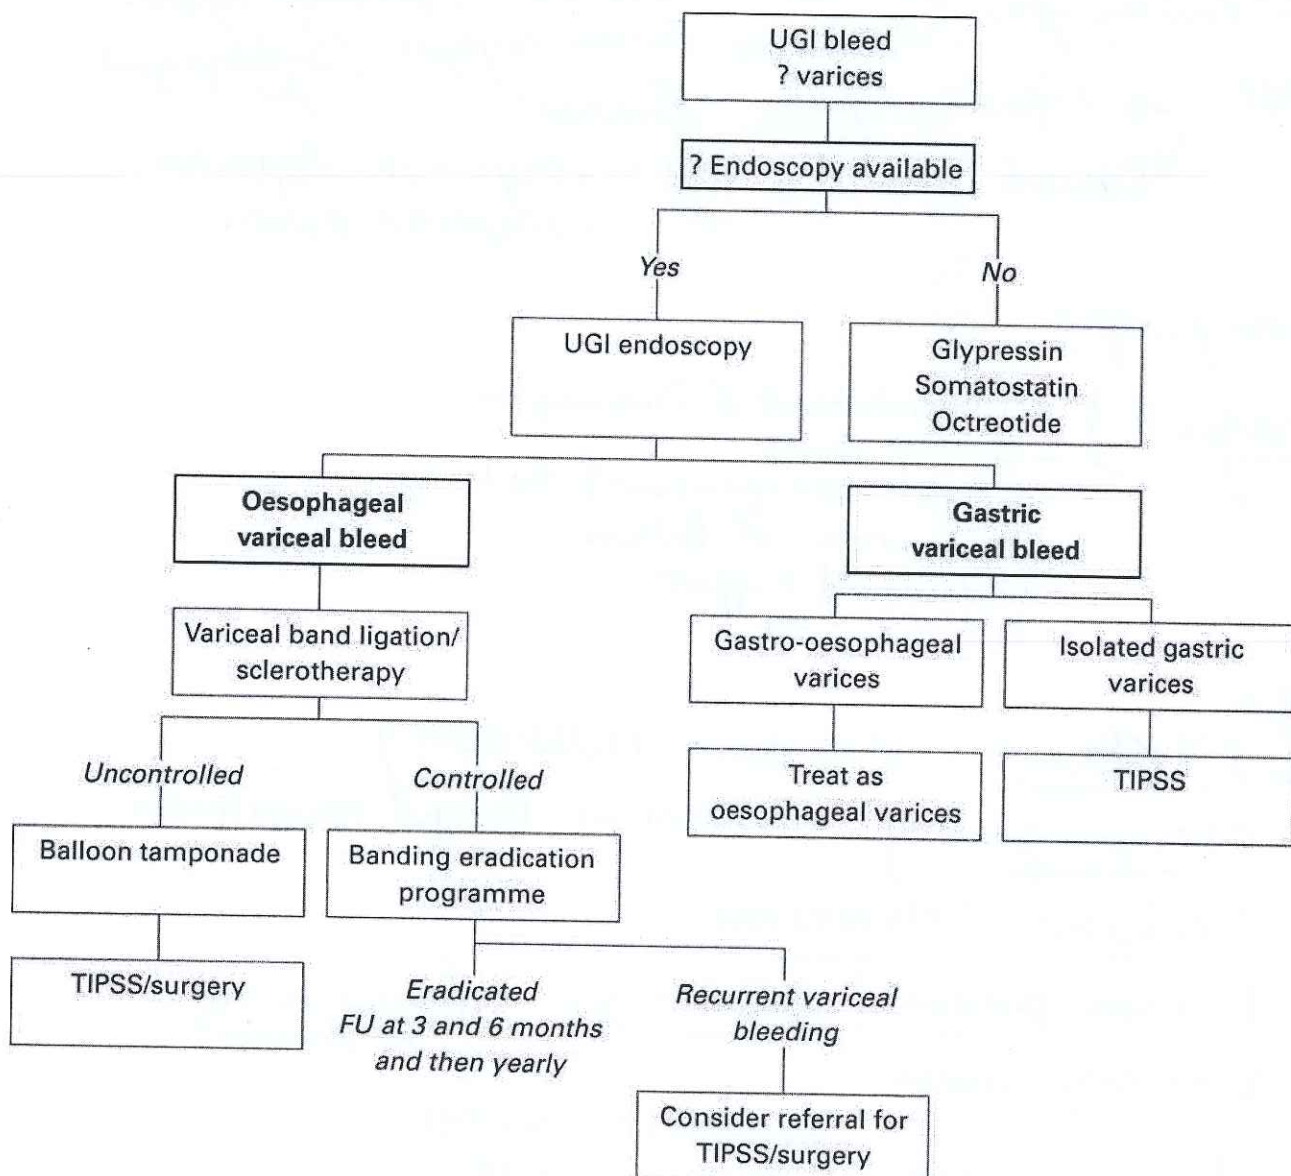 UGI bleed
? varices
? Endoscopy available
Yes
No
UGI endoscopy
Glypressin
Somatostatin
Octreotide
Oesophageal
variceal bleed
Gastric
variceal bleed
Variceal band ligation/
sclerotherapy
Gastro-oesophageal
varices
Isolated gastric
varices
Uncontrolled
Controlled
Treat as
oesophageal varices
TIPSS
Balloon tamponade
Banding eradication
programme
TIPSS/surgery
Eradicated
FU at 3 and 6 months
and then yearly
Recurrent variceal
bleeding
Consider referral for
TIPSS/surgery